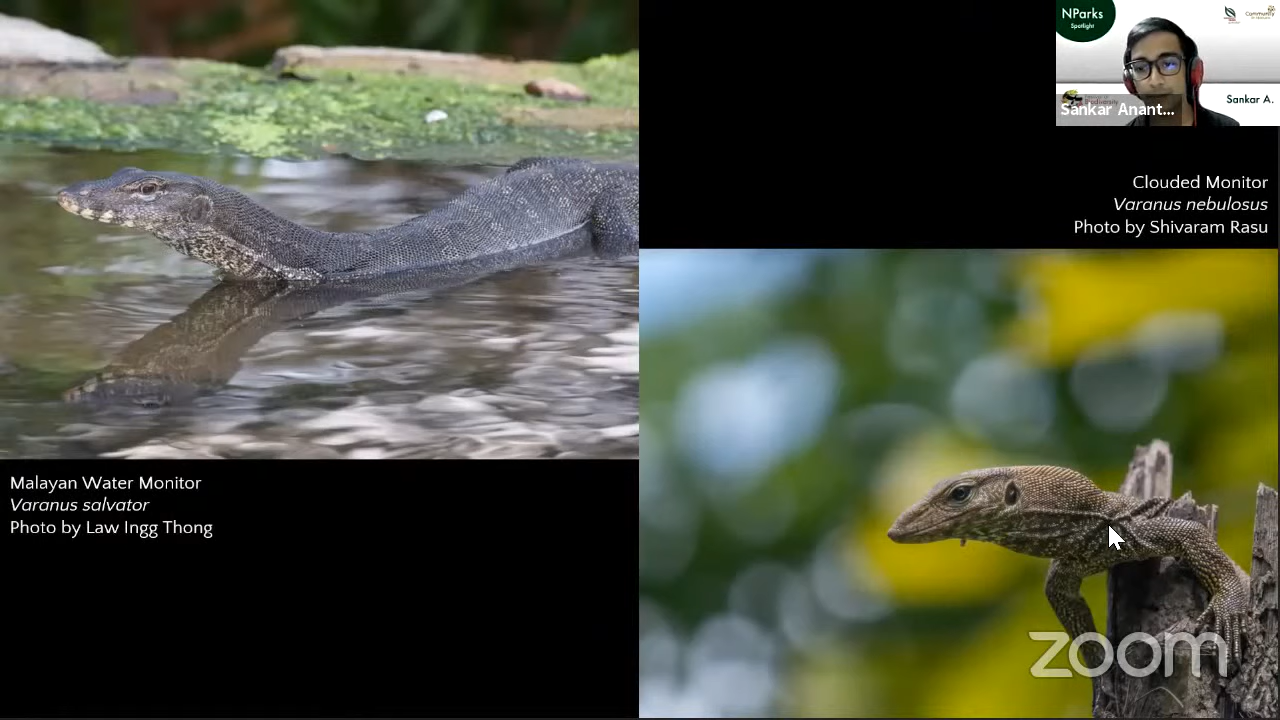 NParks
Spotlight
Sankar Anant...
Sankar A.
Clouded Monitor
Varanus nebulosus
Photo by Shivaram Rasu
Malayan Water Monitor
Varanus salvator
Photo by Law Ingg Thong
zoom